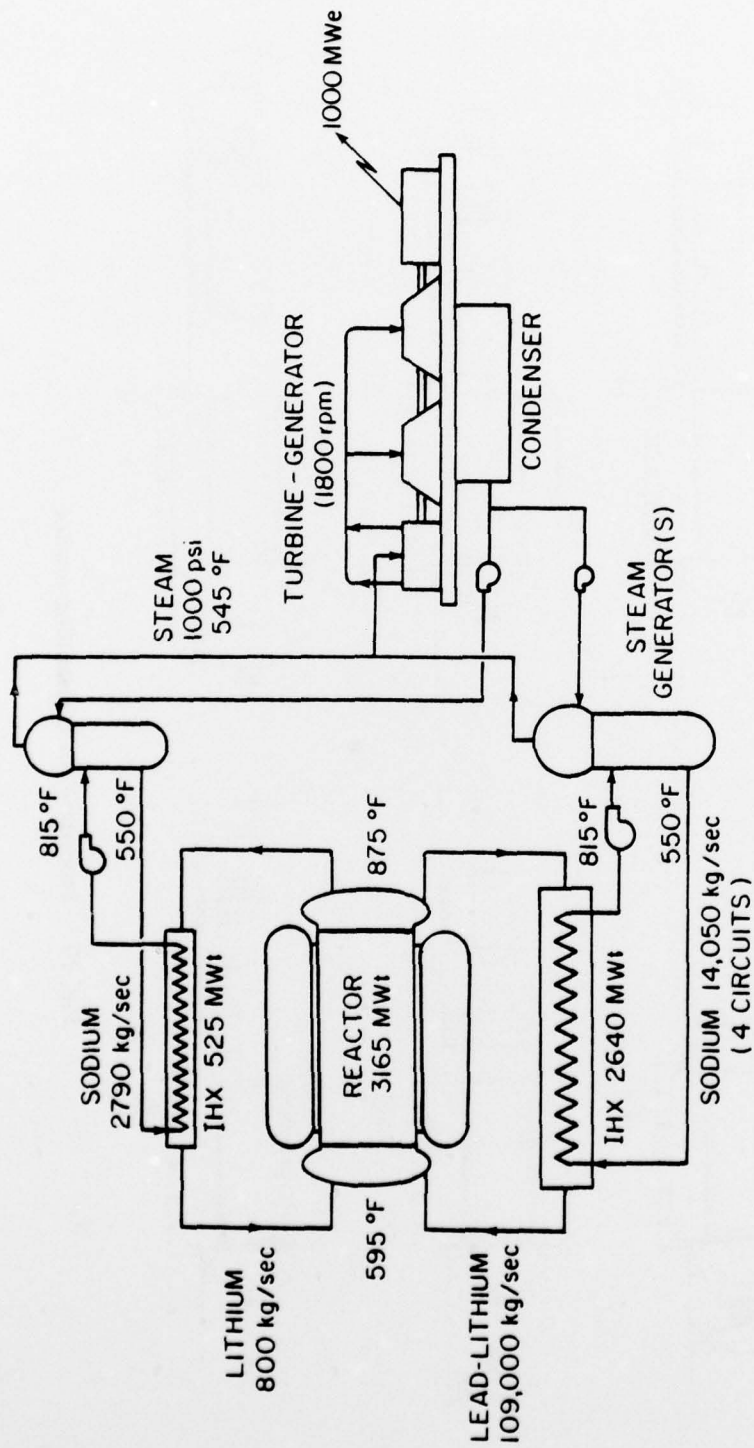 STEAM
1000 psi
545 °F
TURBINE - GENERATOR
(1800 rpm)
1000 MWe
SODIUM
2790 kg/sec
815 °F
550 °F
IHX 525 MWt
LITHIUM
800 kg/sec
REACTOR
3165 MWt
595 °F
875 °F
CONDENSER
LEAD-LITHIUM
109,000 kg/sec
IHX 2640 MWt
815 °F
550 °F
STEAM
GENERATOR(S)
SODIUM 14,050 kg/sec
( 4 CIRCUITS )